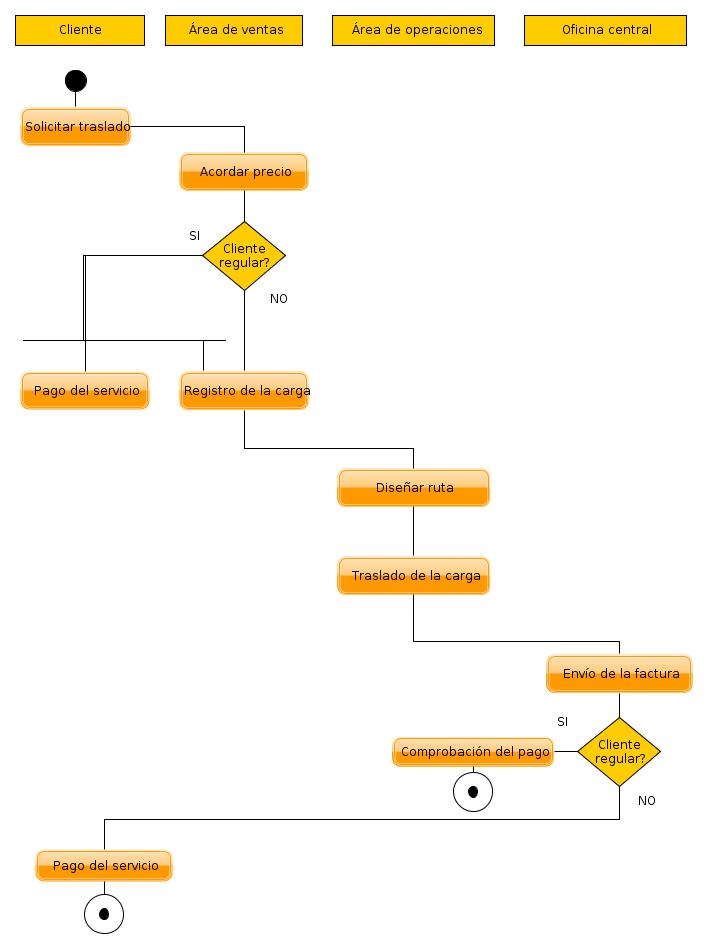 Cliente
Área de ventas
Área de operaciones
Oficina central
Solicitar traslado
Acordar precio
SI
Cliente
regular?
NO
Pago del servicio
Registro de la carga
Diseñar ruta
Traslado de la carga
Envío de la factura
SI
Cliente
regular?
Comprobación del pago
NO
Pago del servicio